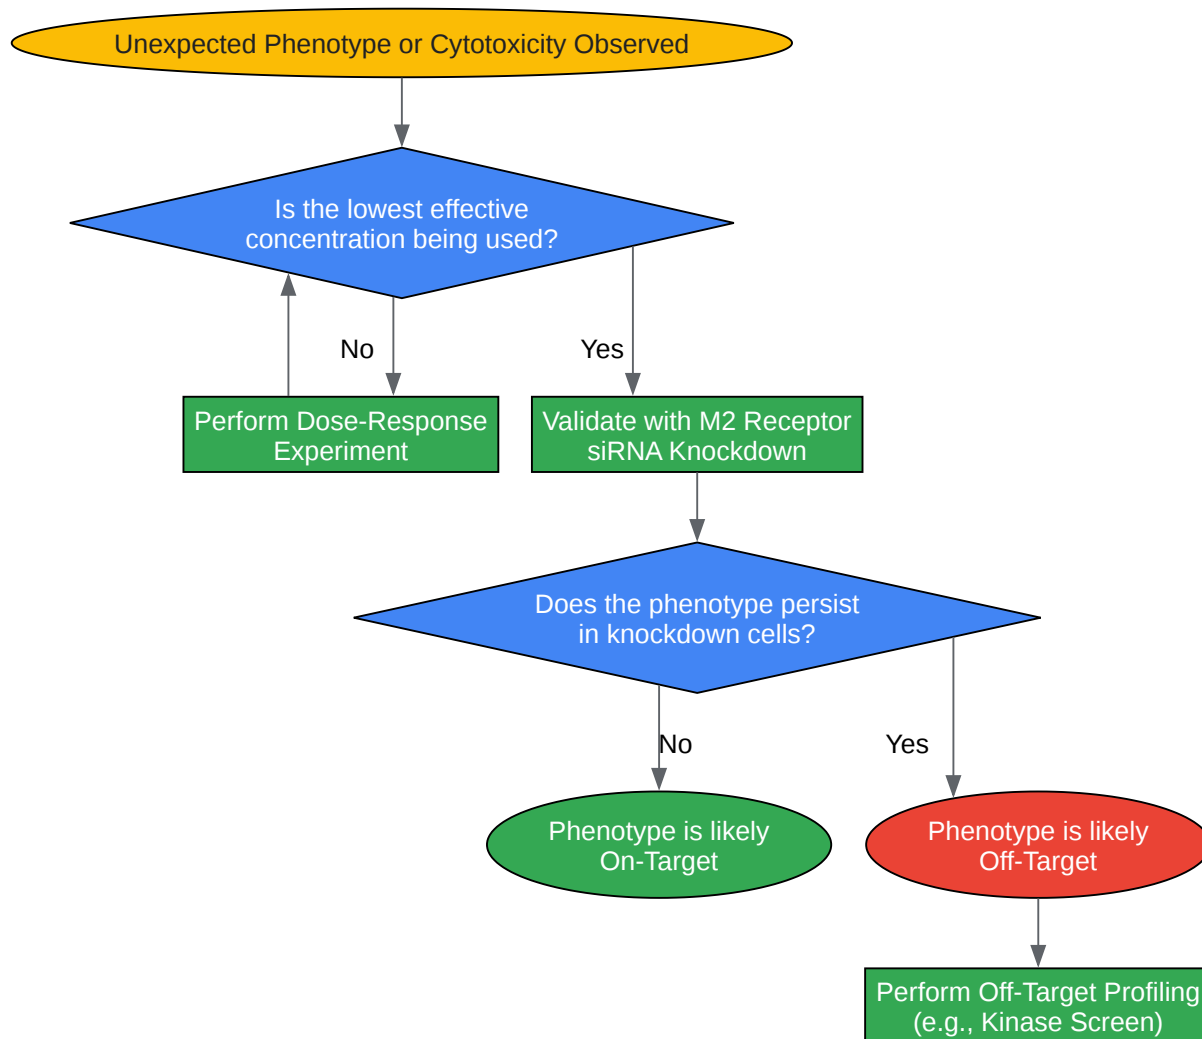 Unexpected Phenotype or Cytotoxicity Observed
Is the lowest effective
concentration being used?
No
Yes
Perform Dose-Response
Experiment
Validate with M2 Receptor
siRNA Knockdown
Does the phenotype persist
in knockdown cells?
No
Yes
Phenotype is likely
On-Target
Phenotype is likely
Off-Target
Perform Off-Target Profiling
(e.g., Kinase Screen)